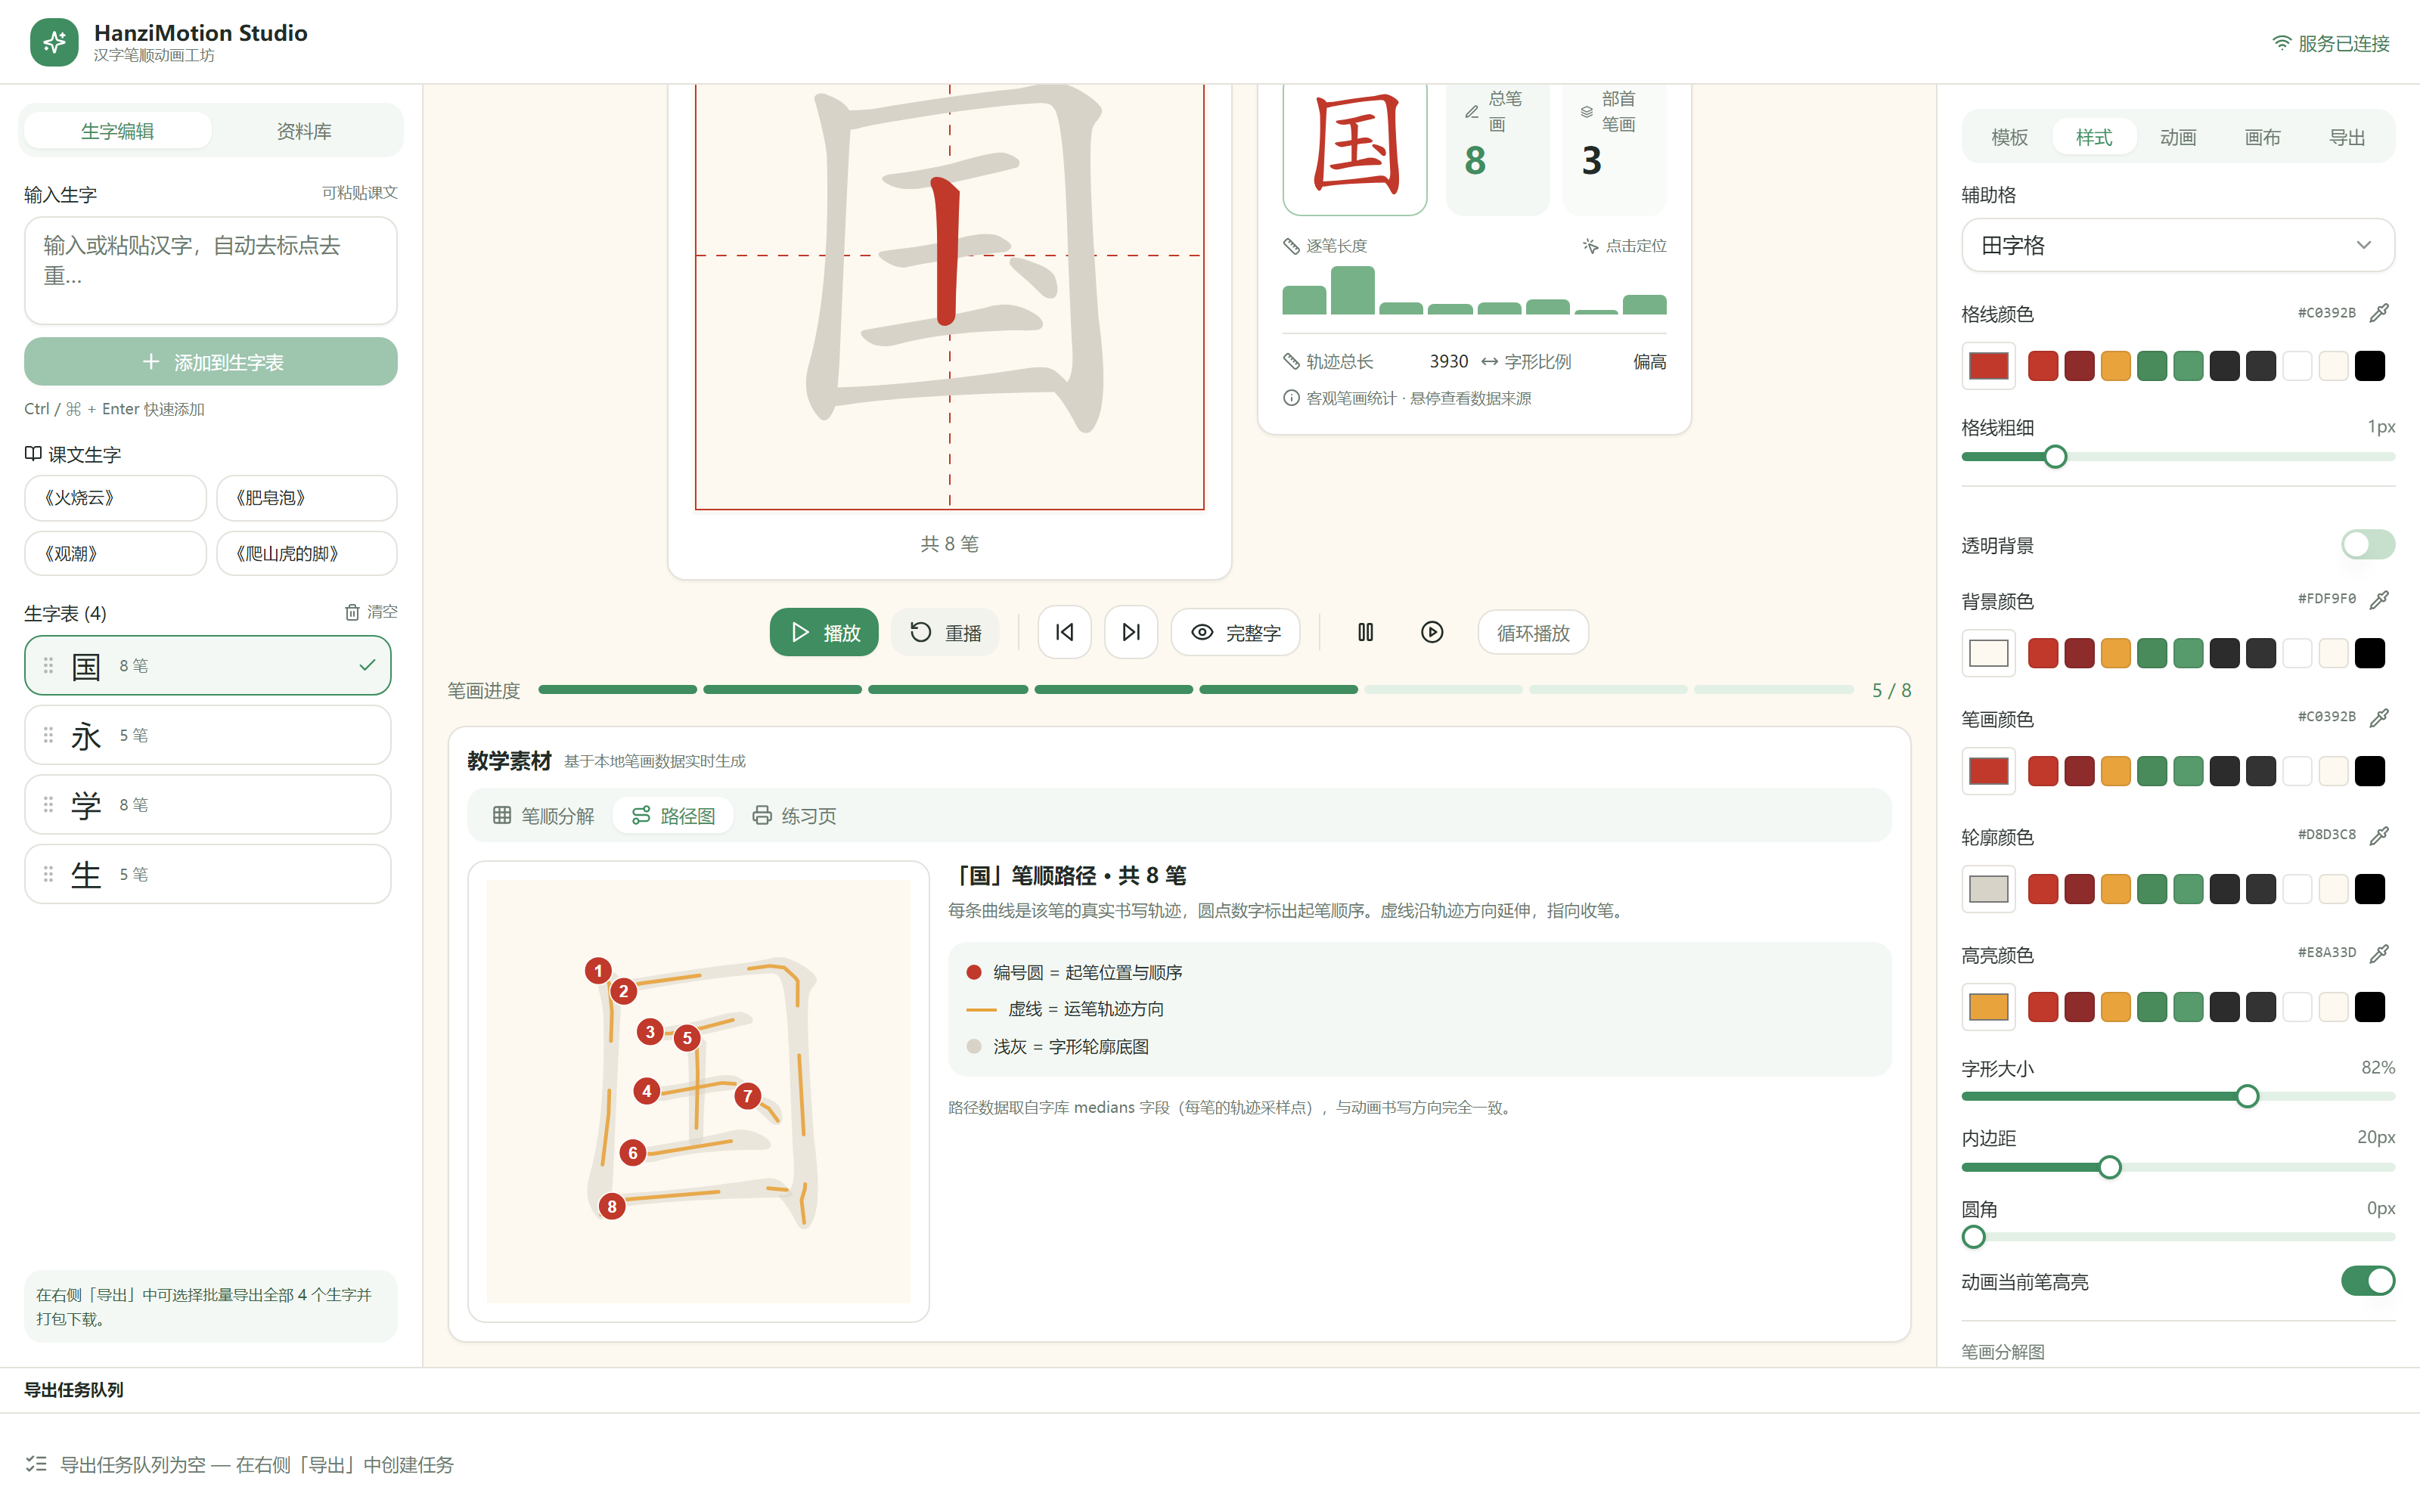 HanziMotion Studio
汉字笔顺动画工坊
服务已连接
生字编辑
资料库
输入生字
可粘贴课文
输入或粘贴汉字，自动去标点去
重...
添加到生字表
Ctrl / ⌘ + Enter 快速添加
课文生字
《火烧云》
《肥皂泡》
《观潮》
《爬山虎的脚》
生字表 (4)
清空
国 8 笔
永 5 笔
学 8 笔
生 5 笔
在右侧「导出」中可选择批量导出全部 4 个生字并
打包下载。
国
共 8 笔
国
总笔
画
8
部首
笔画
3
逐笔长度
点击定位
轨迹总长 3930
字形比例 偏高
客观笔画统计 · 悬停查看数据来源
播放
重播
完整字
循环播放
笔画进度
5 / 8
教学素材 基于本地笔画数据实时生成
笔顺分解
路径图
练习页
1
2
3
5
4
7
6
8
「国」笔顺路径 • 共 8 笔
每条曲线是该笔的真实书写轨迹，圆点数字标出起笔顺序。虚线沿轨迹方向延伸，指向收笔。
编号圆 = 起笔位置与顺序
虚线 = 运笔轨迹方向
浅灰 = 字形轮廓底图
路径数据取自字库 medians 字段（每笔的轨迹采样点），与动画书写方向完全一致。
模板
样式
动画
画布
导出
辅助格
田字格
格线颜色 #C0392B
格线粗细 1px
透明背景
背景颜色 #FDF9F0
笔画颜色 #C0392B
轮廓颜色 #D8D3C8
高亮颜色 #E8A33D
字形大小 82%
内边距 20px
圆角 0px
动画当前笔高亮
笔画分解图
导出任务队列
导出任务队列为空 — 在右侧「导出」中创建任务